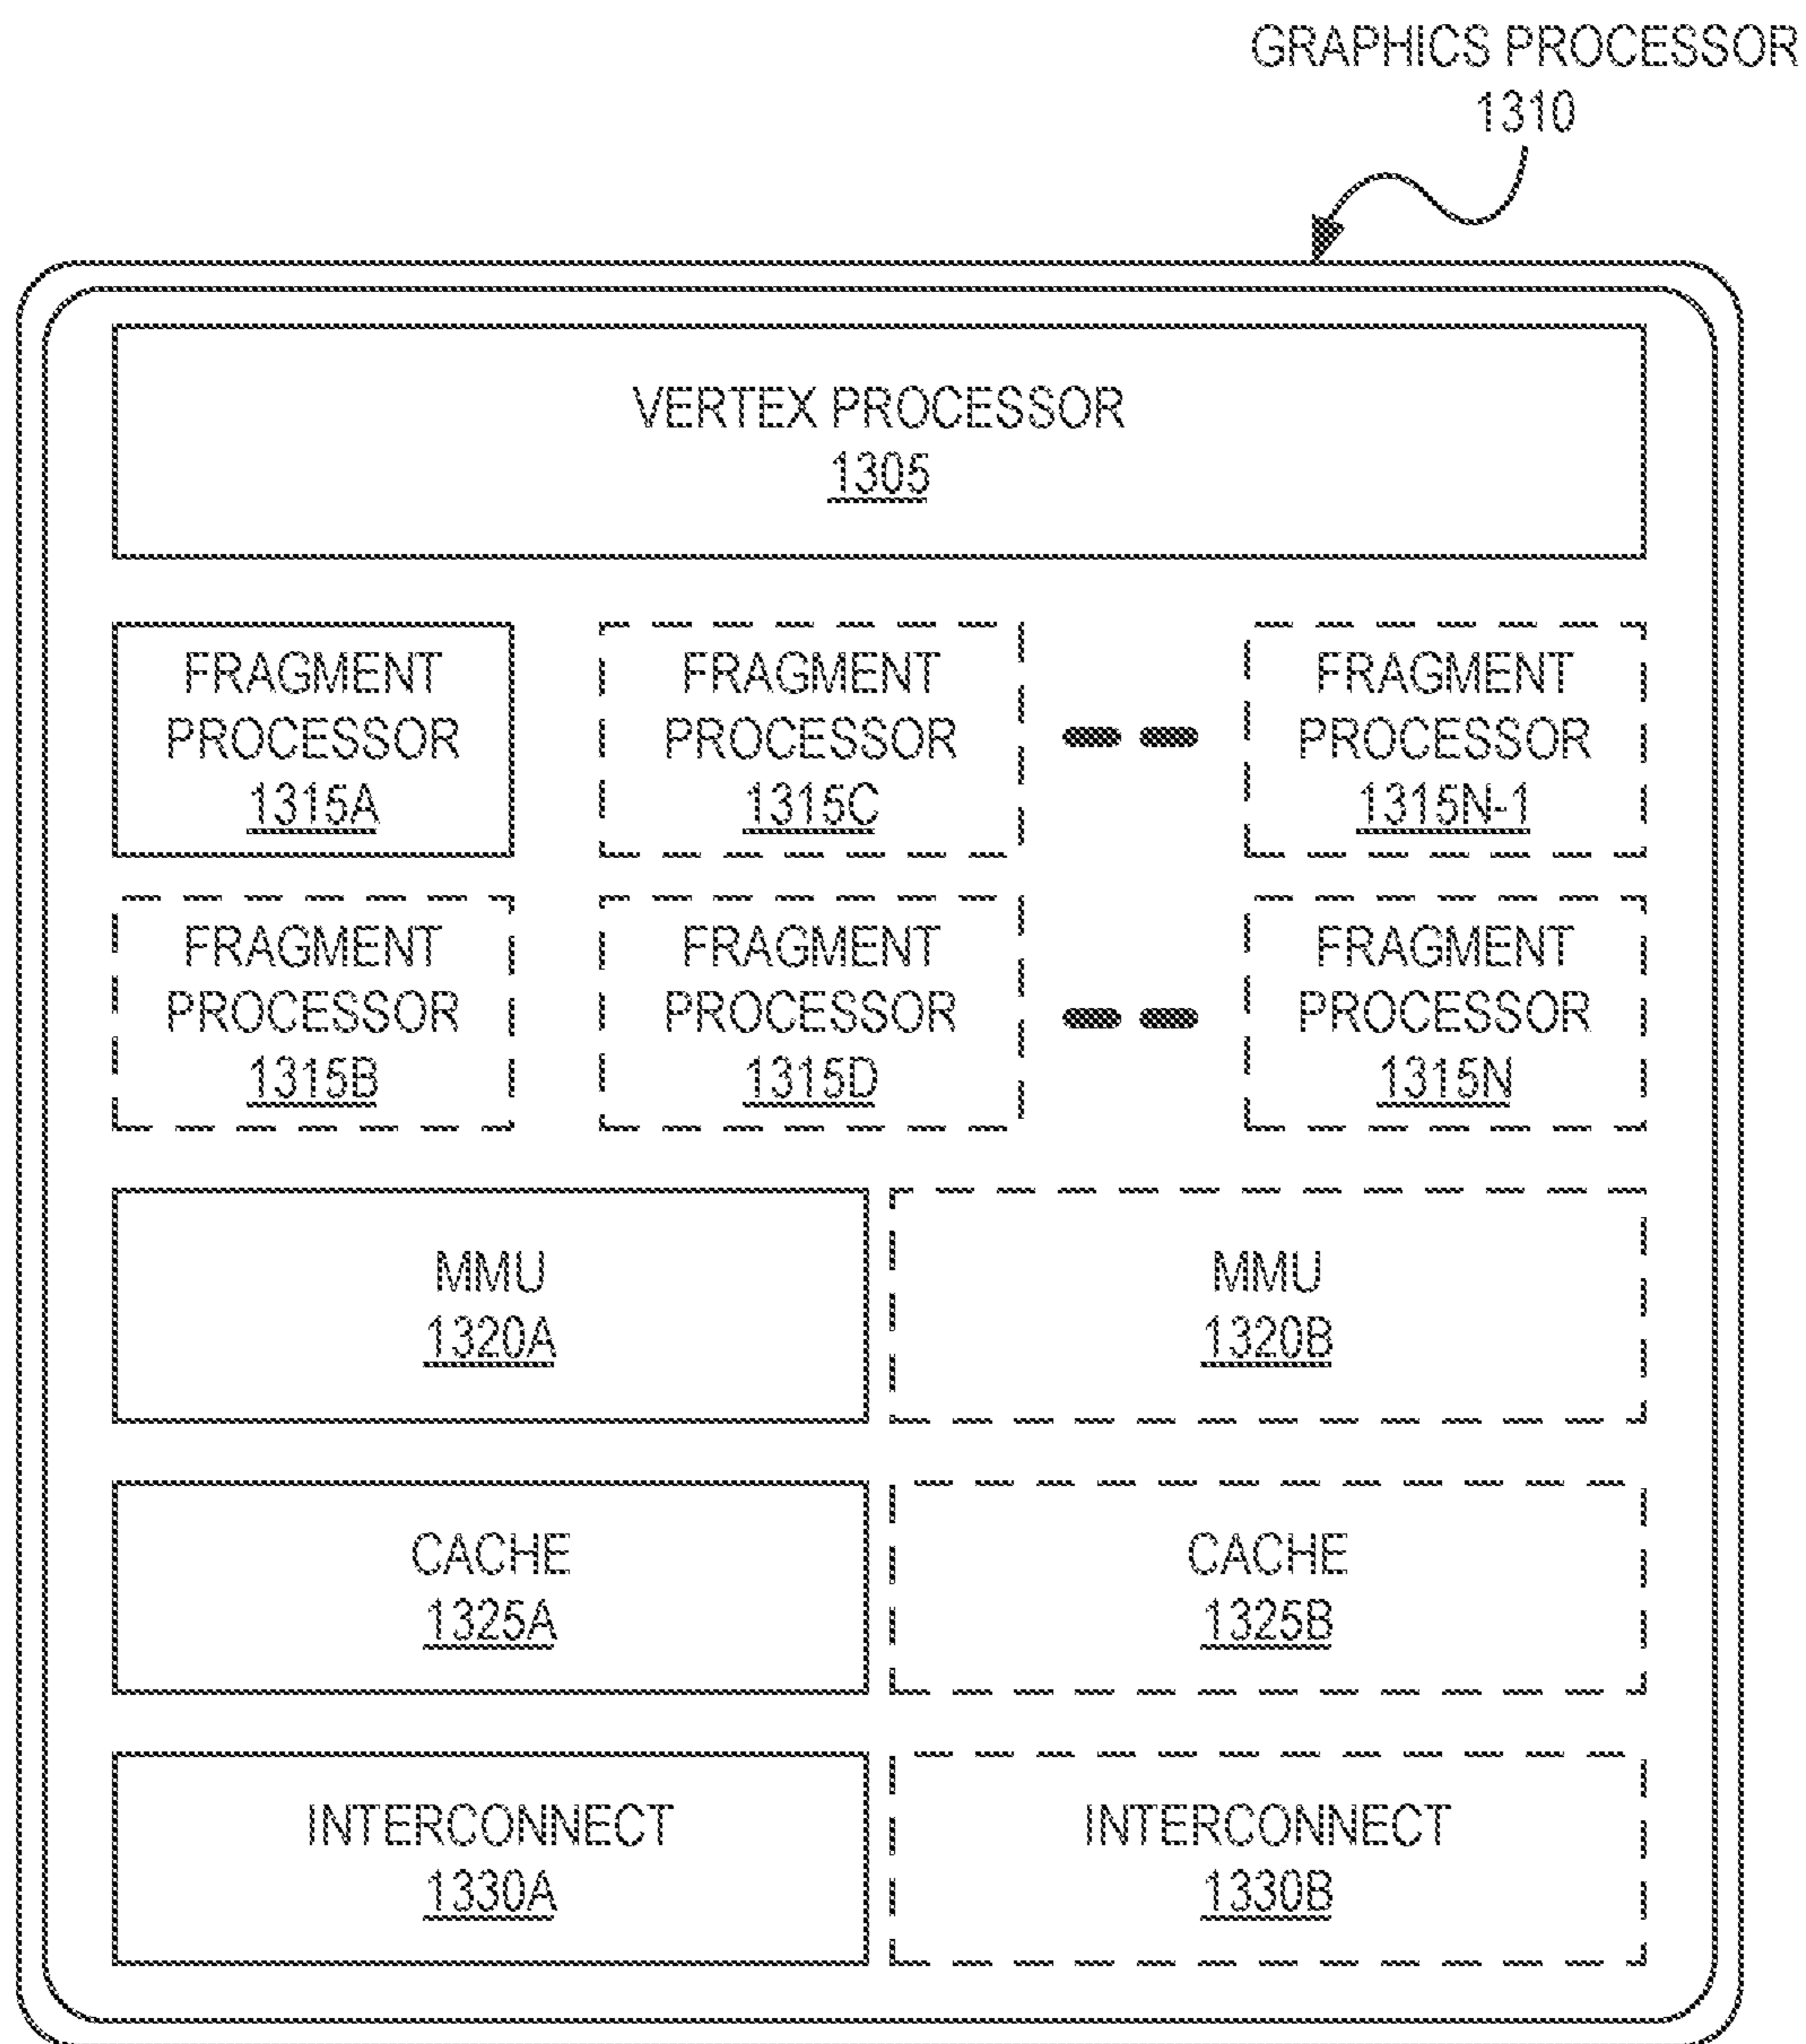 GRAPHICS PROCESSOR
1310
VERTEX PROCESSOR
1305
FRAGMENT
PROCESSOR
1315A
FRAGMENT
PROCESSOR
1315C
FRAGMENT
PROCESSOR
1315N-1
FRAGMENT
PROCESSOR
1315B
FRAGMENT
PROCESSOR
1315D
FRAGMENT
PROCESSOR
1315N
MMU
1320A
MMU
1320B
CACHE
1325A
CACHE
1325B
INTERCONNECT
1330A
INTERCONNECT
1330B